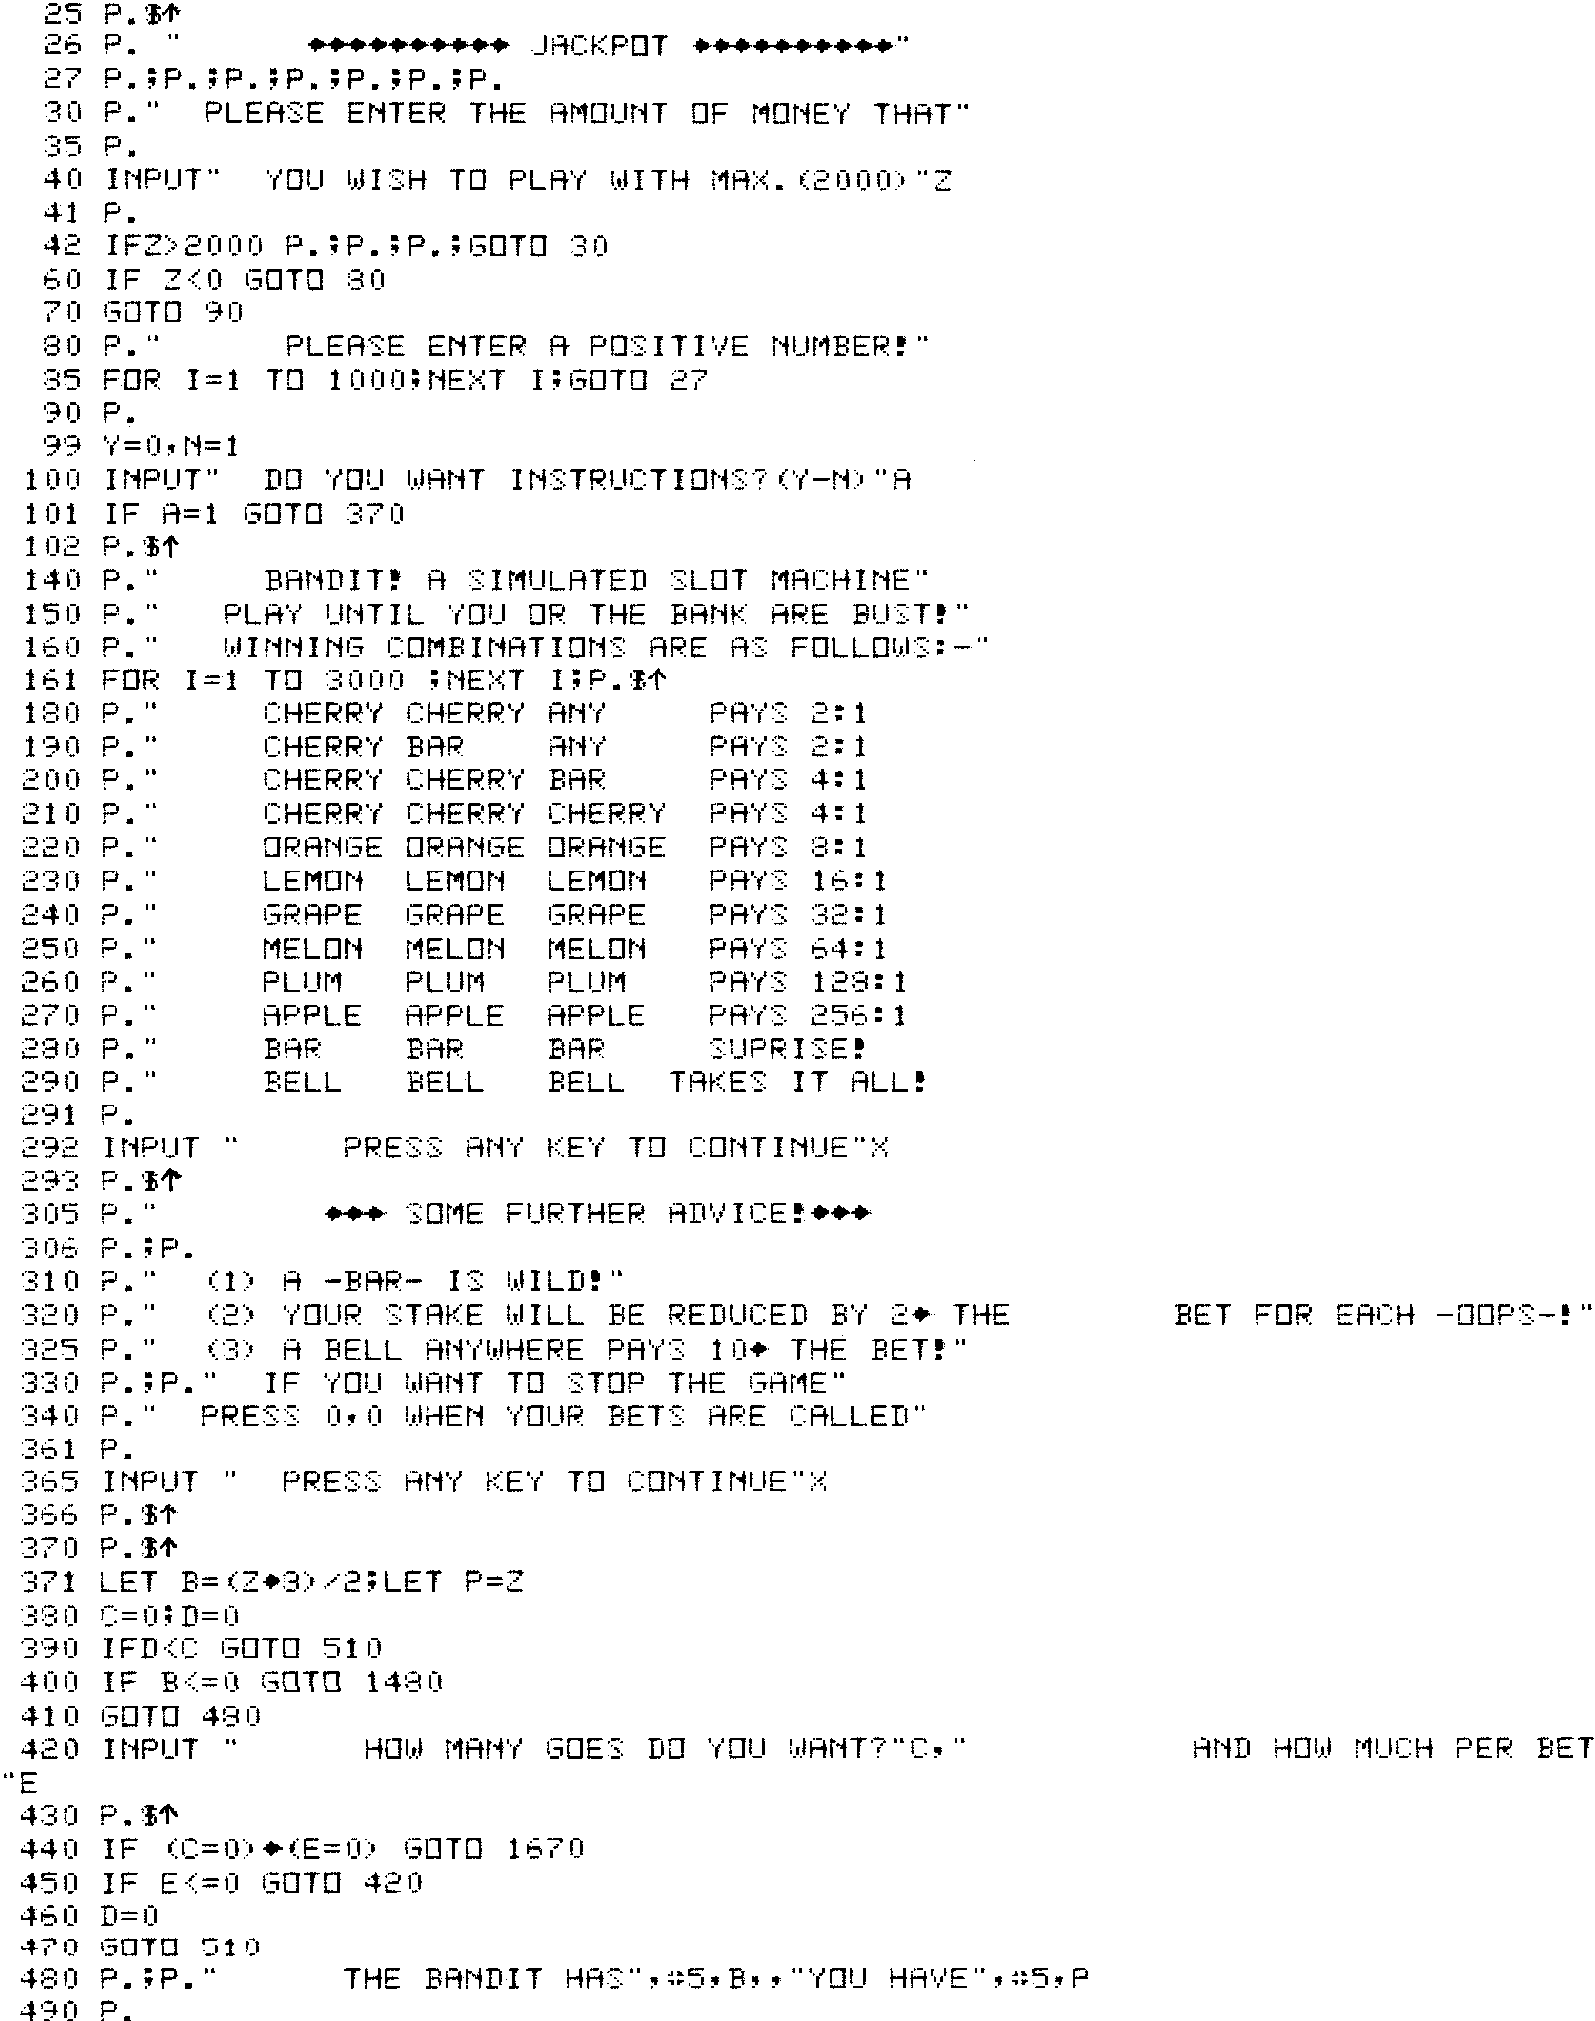 25 P.$↑
26 P. "      ********** JACKPOT **********"
27 P.;P.;P.;P.;P.;P.;P.
30 P."  PLEASE ENTER THE AMOUNT OF MONEY THAT"
35 P.
40 INPUT"  YOU WISH TO PLAY WITH MAX.(2000)"Z
41 P.
42 IFZ>2000 P.;P.;P.;GOTO 30
60 IF Z<0 GOTO 80
70 GOTO 90
80 P."      PLEASE ENTER A POSITIVE NUMBER!"
85 FOR I=1 TO 1000;NEXT I;GOTO 27
90 P.
99 Y=0,N=1
100 INPUT"  DO YOU WANT INSTRUCTIONS?(Y-N)"A
101 IF A=1 GOTO 370
102 P.$↑
140 P."     BANDIT! A SIMULATED SLOT MACHINE"
150 P."   PLAY UNTIL YOU OR THE BANK ARE BUST!"
160 P."   WINNING COMBINATIONS ARE AS FOLLOWS:-"
161 FOR I=1 TO 3000 ;NEXT I;P.$↑
180 P."     CHERRY CHERRY ANY     PAYS 2:1
190 P."     CHERRY BAR    ANY     PAYS 2:1
200 P."     CHERRY CHERRY BAR     PAYS 4:1
210 P."     CHERRY CHERRY CHERRY  PAYS 4:1
220 P."     ORANGE ORANGE ORANGE  PAYS 8:1
230 P."     LEMON  LEMON  LEMON   PAYS 16:1
240 P."     GRAPE  GRAPE  GRAPE   PAYS 32:1
250 P."     MELON  MELON  MELON   PAYS 64:1
260 P."     PLUM   PLUM   PLUM    PAYS 128:1
270 P."     APPLE  APPLE  APPLE   PAYS 256:1
280 P."     BAR    BAR    BAR     SUPRISE!
290 P."     BELL   BELL   BELL  TAKES IT ALL!
291 P.
292 INPUT "     PRESS ANY KEY TO CONTINUE"X
293 P.$↑
305 P."        *** SOME FURTHER ADVICE!***
306 P.;P.
310 P."  (1) A -BAR- IS WILD!"
320 P."  (2) YOUR STAKE WILL BE REDUCED BY 2* THE        BET FOR EACH -OOPS-!"
325 P."  (3) A BELL ANYWHERE PAYS 10* THE BET!"
330 P.;P."  IF YOU WANT TO STOP THE GAME"
340 P."  PRESS 0,0 WHEN YOUR BETS ARE CALLED"
361 P.
365 INPUT "  PRESS ANY KEY TO CONTINUE"X
366 P.$↑
370 P.$↑
371 LET B=(Z*3)/2;LET P=Z
380 C=0;D=0
390 IFD<C GOTO 510
400 IF B<=0 GOTO 1480
410 GOTO 480
420 INPUT "      HOW MANY GOES DO YOU WANT?"C,"           AND HOW MUCH PER BET
"E
430 P.$↑
440 IF (C=0)*(E=0) GOTO 1670
450 IF E<=0 GOTO 420
460 D=0
470 GOTO 510
480 P.;P."      THE BANDIT HAS",#5,B,,"YOU HAVE",#5,P
490 P.